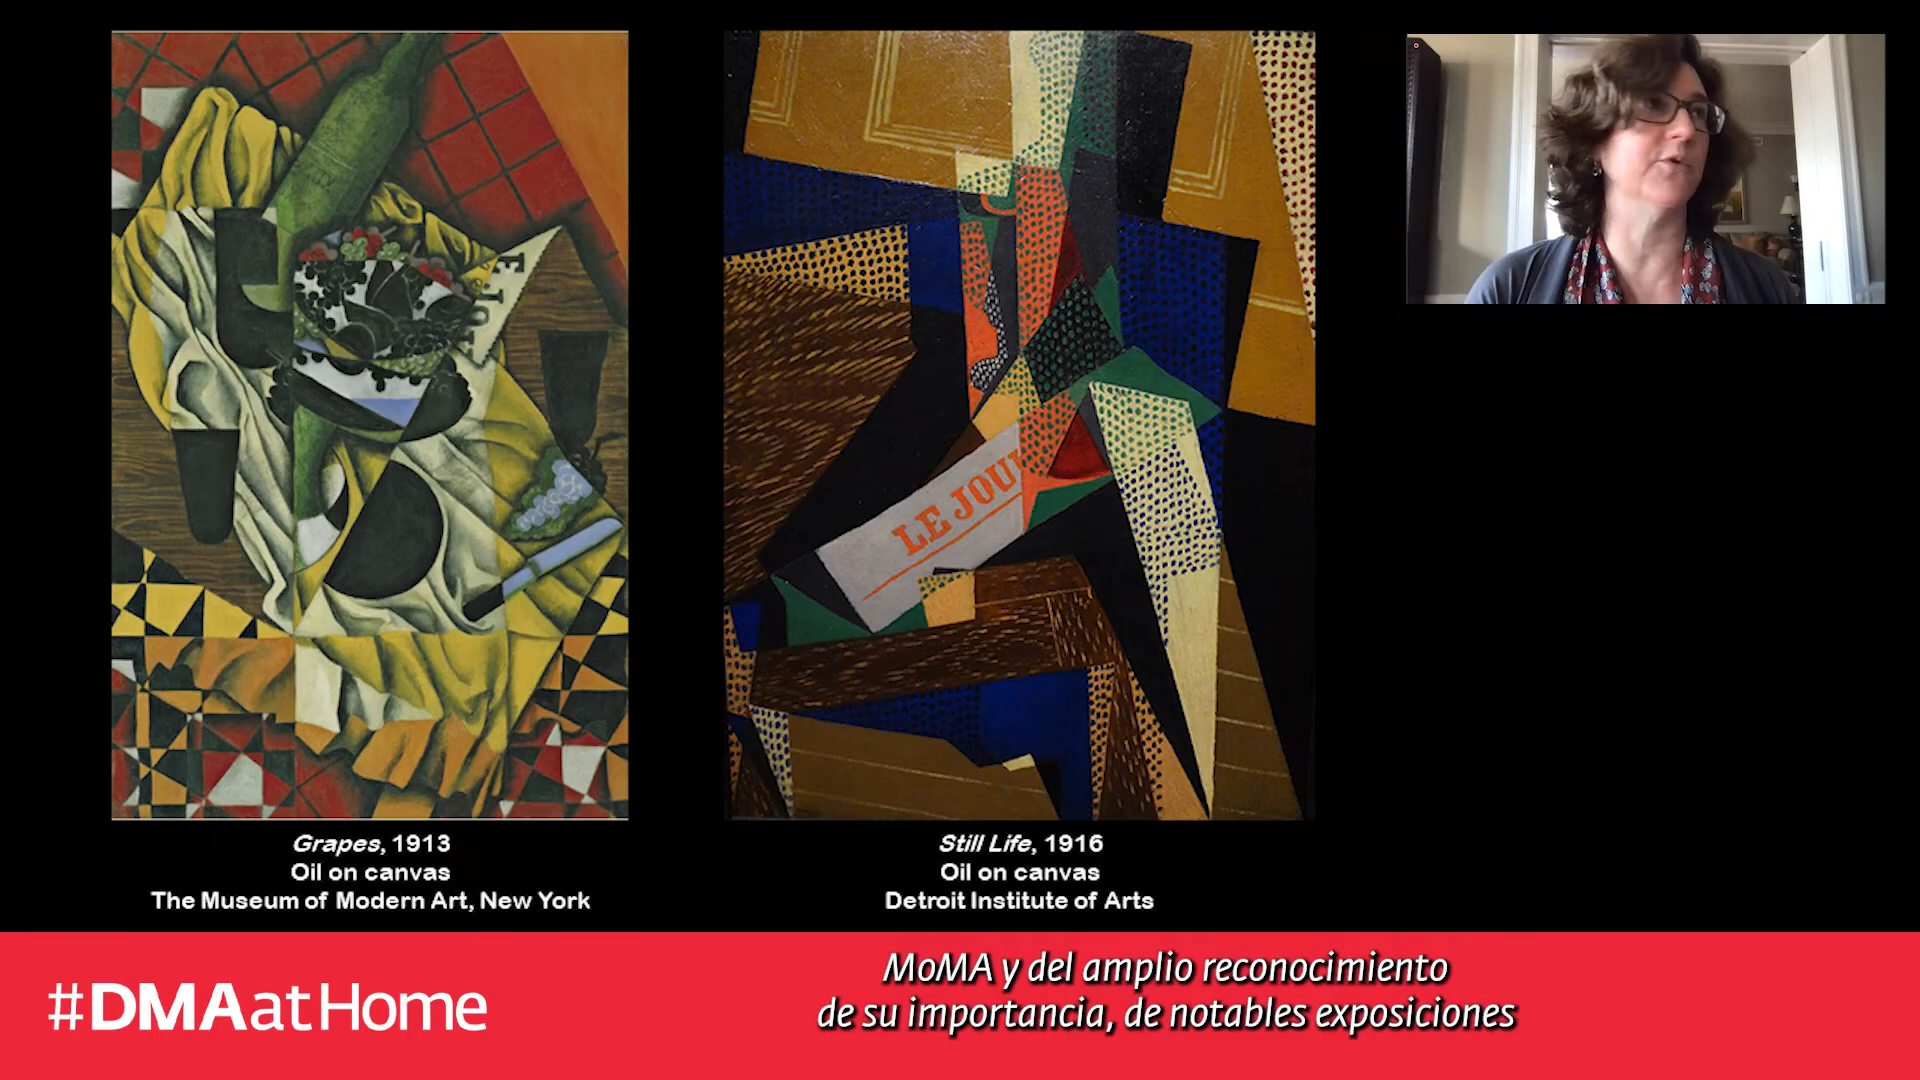 E JOU
LE JOU
Grapes, 1913
Oil on canvas
The Museum of Modern Art, New York
Still Life, 1916
Oil on canvas
Detroit Institute of Arts
#DMAatHome
MoMA y del amplio reconocimiento
de su importancia, de notables exposiciones